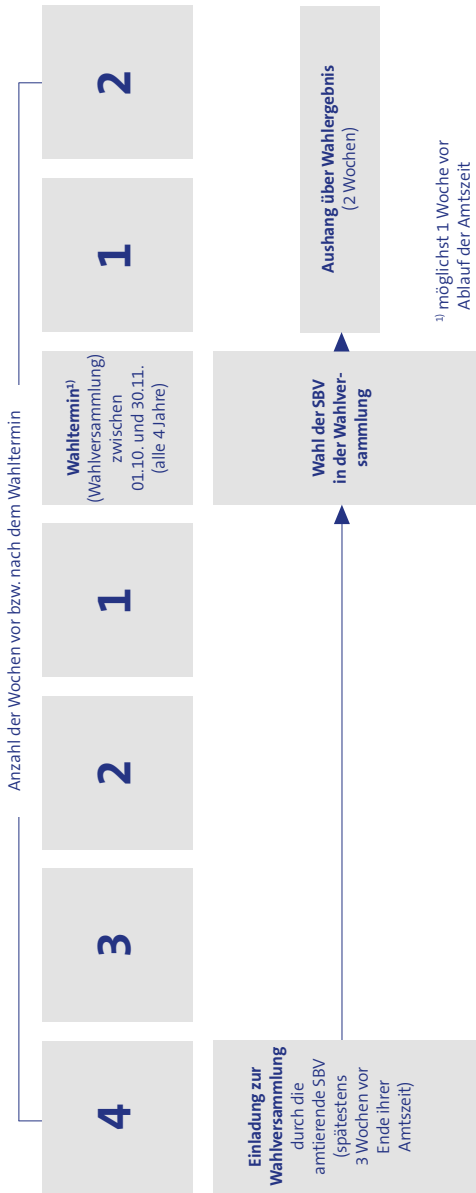 Anzahl der Wochen vor bzw. nach dem Wahltermin
4
3
2
1
Wahltermin¹⁾
(Wahlversammlung)
zwischen
01.10. und 30.11.
(alle 4 Jahre)
1
2
Einladung zur
Wahlversammlung
durch die
amtierende SBV
(spätestens
3 Wochen vor
Ende ihrer
Amtszeit)
Wahl der SBV
in der Wahlver-
sammlung
Aushang über Wahlergebnis
(2 Wochen)
¹⁾ möglichst 1 Woche vor
Ablauf der Amtszeit